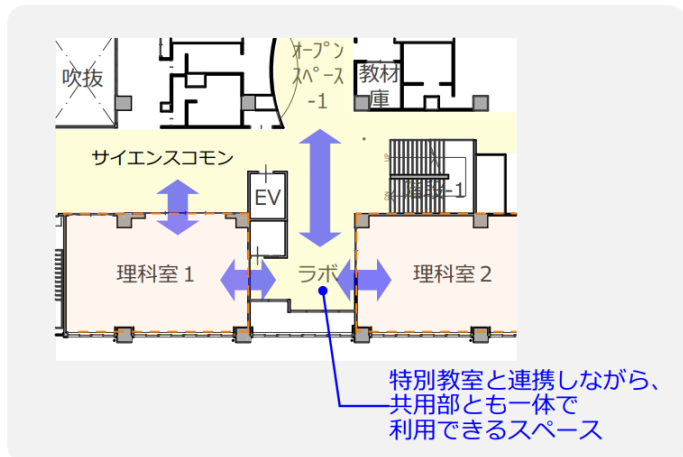 吹抜
オープン
スペース
-1
教材
庫
サイエンスコモン
EV
階段-1
理科室１
ラボ
理科室２
特別教室と連携しながら、
共用部とも一体で
利用できるスペース